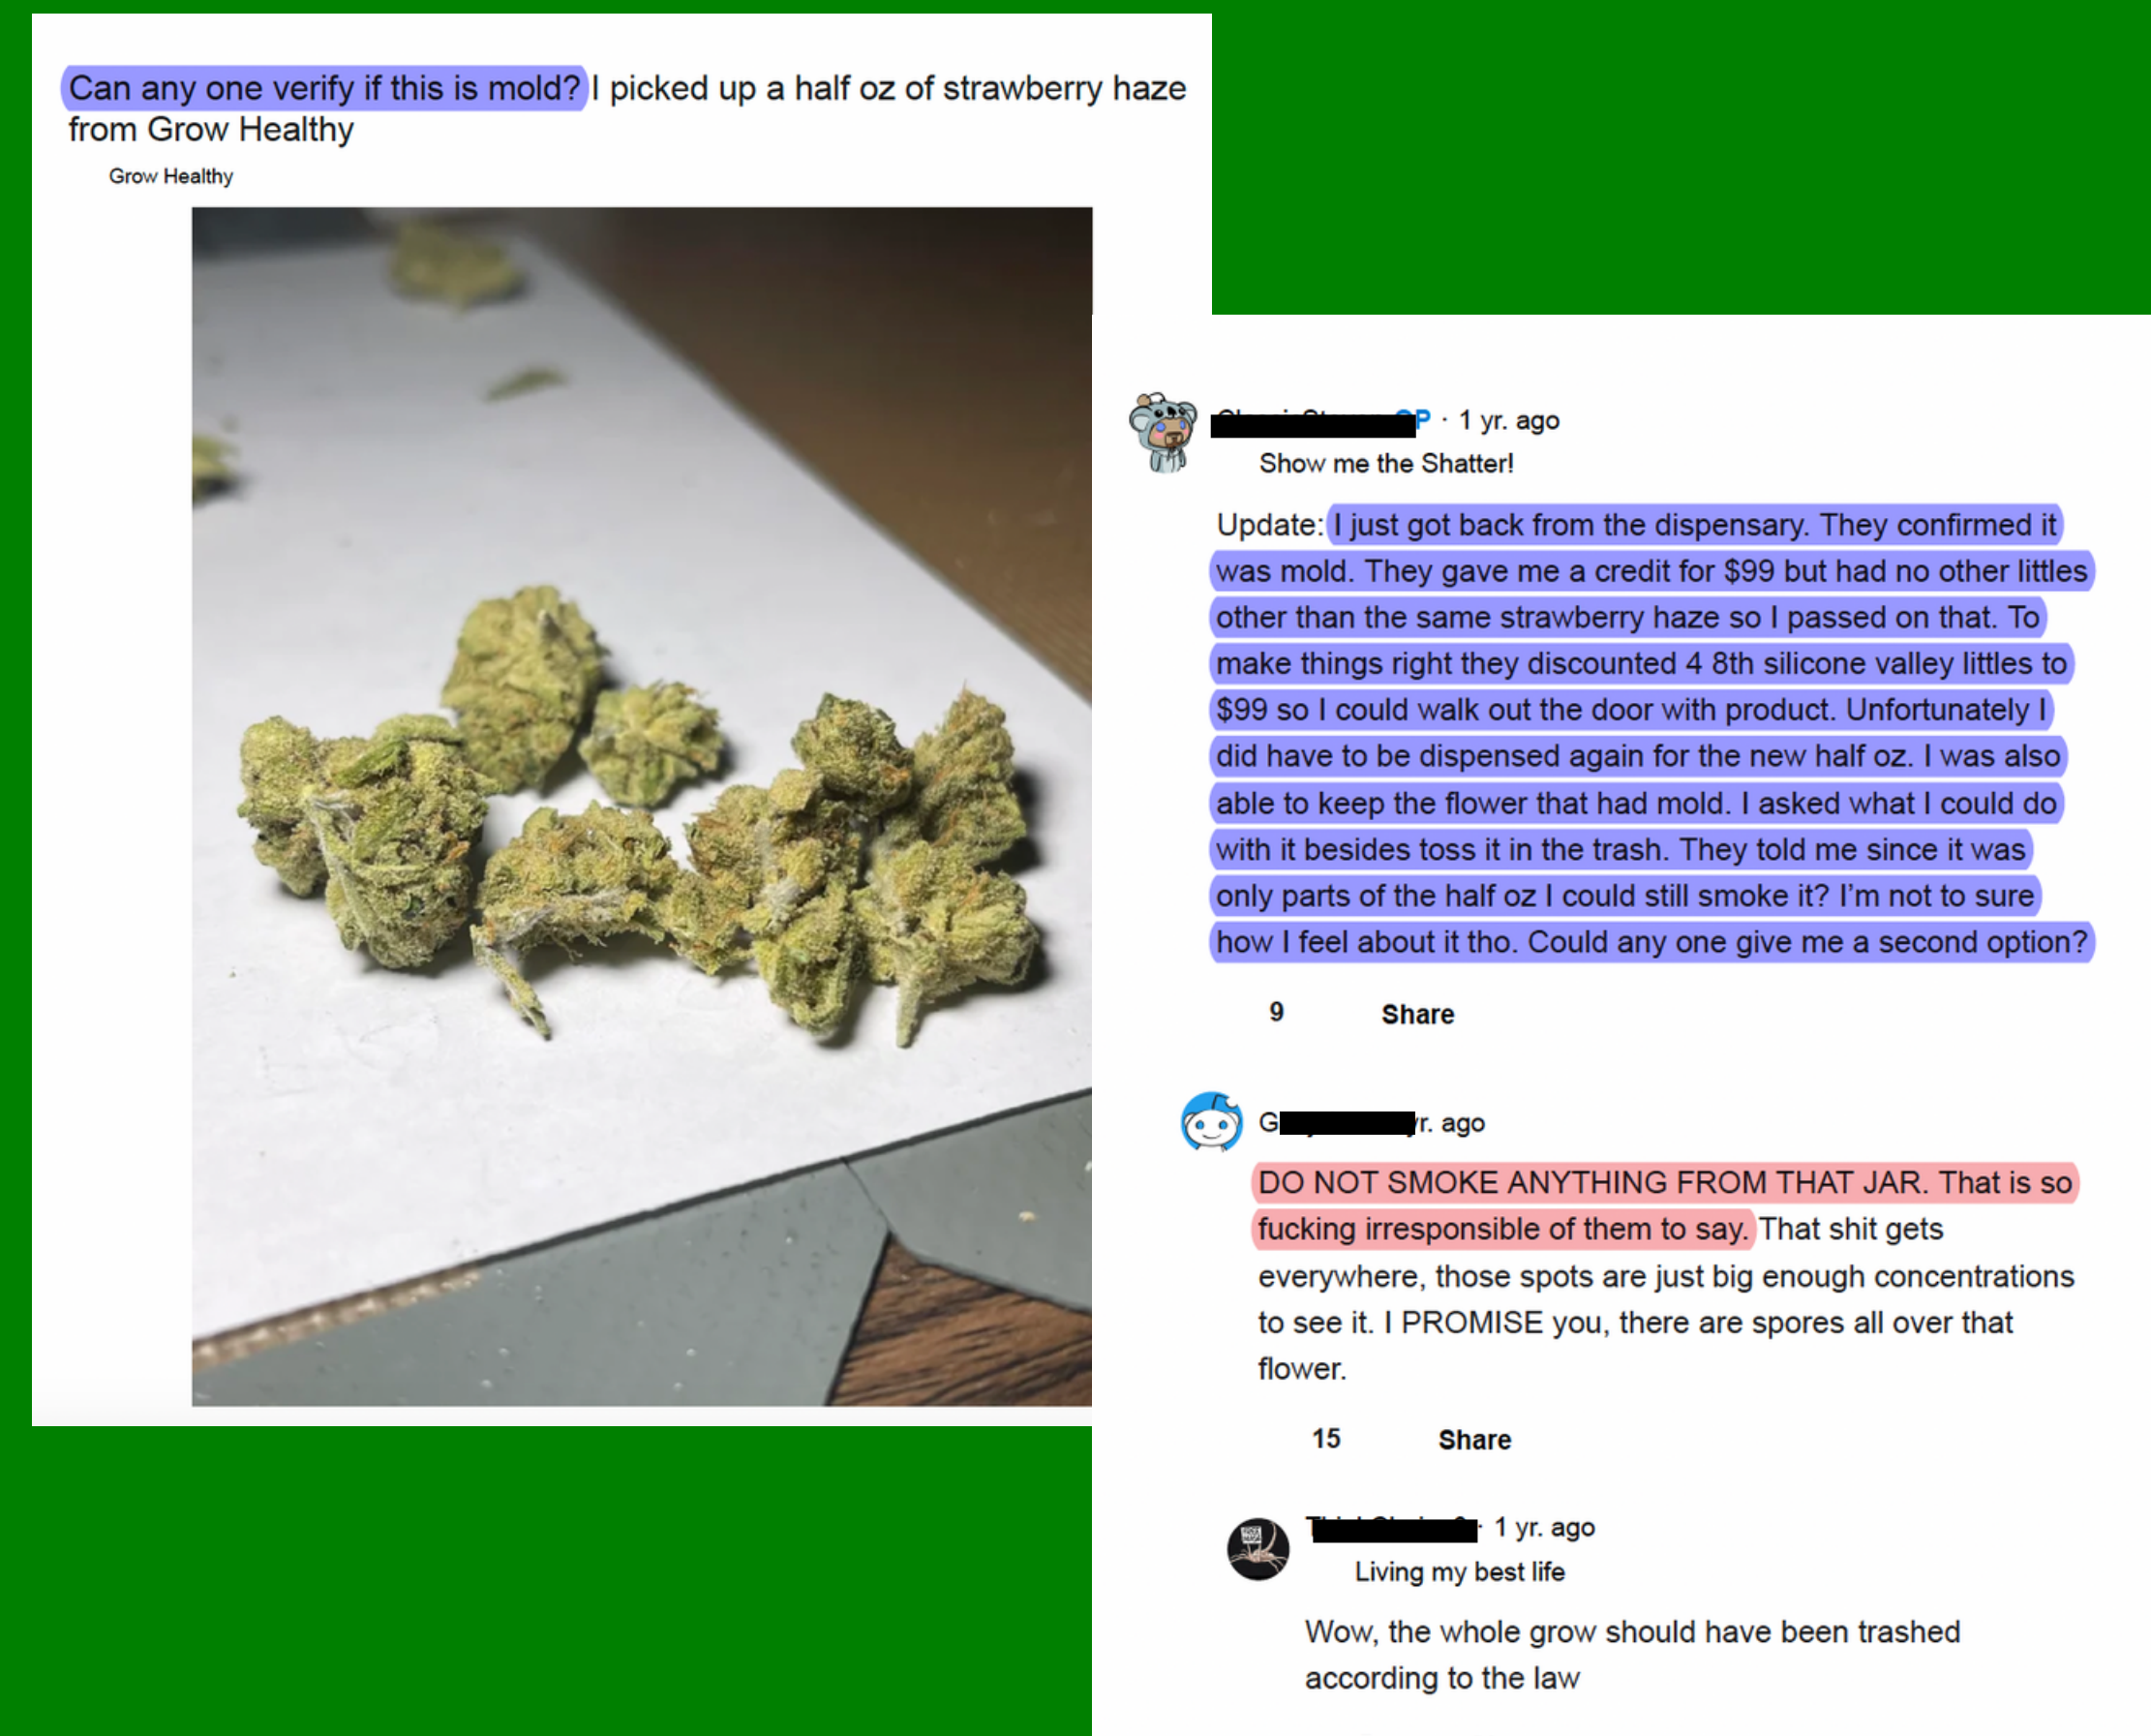 Can any one verify if this is mold? I picked up a half oz of strawberry haze
from Grow Healthy
Grow Healthy
· 1 yr. ago
Show me the Shatter!
Update: I just got back from the dispensary. They confirmed it
was mold. They gave me a credit for $99 but had no other littles
other than the same strawberry haze so I passed on that. To
make things right they discounted 4 8th silicone valley littles to
$99 so I could walk out the door with product. Unfortunately I
did have to be dispensed again for the new half oz. I was also
able to keep the flower that had mold. I asked what I could do
with it besides toss it in the trash. They told me since it was
only parts of the half oz I could still smoke it? I'm not to sure
how I feel about it tho. Could any one give me a second option?
9 Share
G yr. ago
DO NOT SMOKE ANYTHING FROM THAT JAR. That is so
fucking irresponsible of them to say. That shit gets
everywhere, those spots are just big enough concentrations
to see it. I PROMISE you, there are spores all over that
flower.
15 Share
· 1 yr. ago
Living my best life
Wow, the whole grow should have been trashed
according to the law